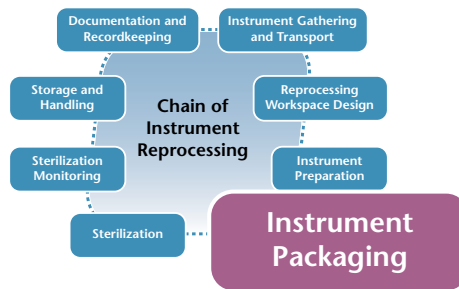 Documentation and
Recordkeeping
Instrument Gathering
and Transport
Storage and
Handling
Chain of
Instrument
Reprocessing
Reprocessing
Workspace Design
Sterilization
Monitoring
Instrument
Preparation
Sterilization
Instrument
Packaging